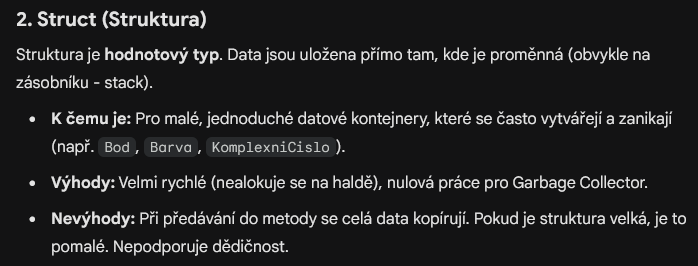 2. Struct (Struktura)
Struktura je hodnotový typ. Data jsou uložena přímo tam, kde je proměnná (obvykle na
zásobníku - stack).
• K čemu je: Pro malé, jednoduché datové kontejnery, které se často vytvářejí a zanikají
(např. Bod, Barva, KomplexniCislo).
• Výhody: Velmi rychlé (nealokuje se na haldě), nulová práce pro Garbage Collector.
• Nevýhody: Při předávání do metody se celá data kopírují. Pokud je struktura velká, je to
pomalé. Nepodporuje dědičnost.